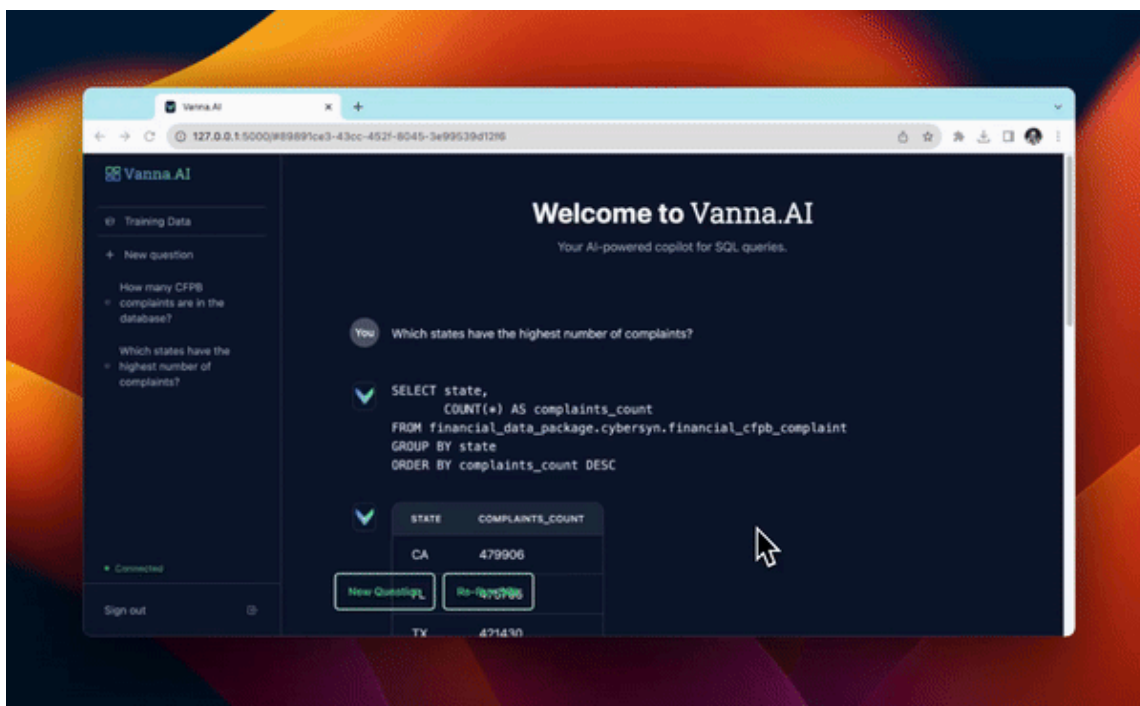 Vanna.AI
127.0.0.1:5000/#89891ce3-43cc-452f-8045-3e99539d12f6
Vanna.AI
Training Data
New question
How many CFPB
complaints are in the
database?
Which states have the
highest number of
complaints?
Connected
Sign out
Welcome to Vanna.AI
Your AI-powered copilot for SQL queries.
You
Which states have the highest number of complaints?
SELECT state,
COUNT(*) AS complaints_count
FROM financial_data_package.cybersyn.financial_cfpb_complaint
GROUP BY state
ORDER BY complaints_count DESC
STATE COMPLAINTS_COUNT
CA 479906
New Question
FL
TX 421430